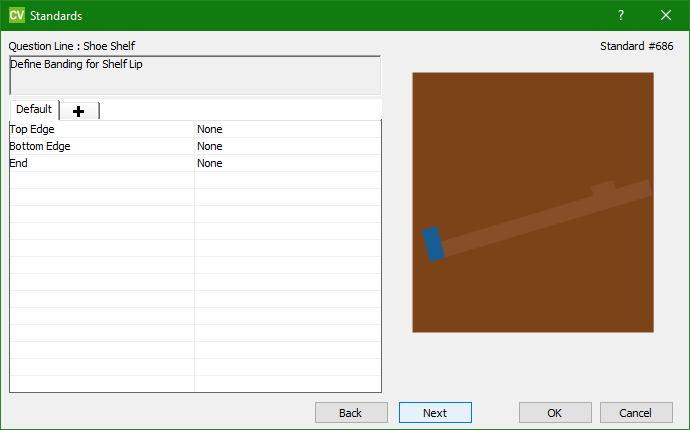 CV Standards ?
Question Line : Shoe Shelf Standard #686
Define Banding for Shelf Lip
Default
Top Edge None
Bottom Edge None
End None
Back Next OK Cancel